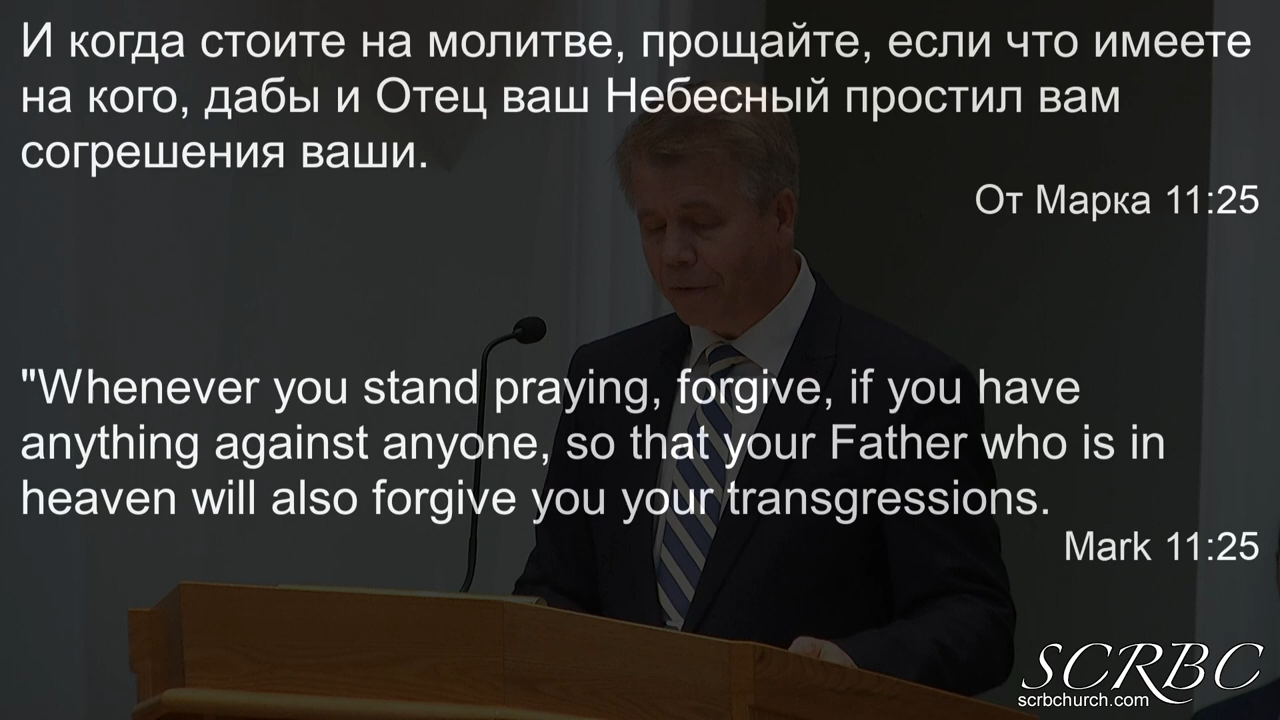 И когда стоите на молитве, прощайте, если что имеете
на кого, дабы и Отец ваш Небесный простил вам
согрешения ваши.
От Марка 11:25
"Whenever you stand praying, forgive, if you have
anything against anyone, so that your Father who is in
heaven will also forgive you your transgressions.
Mark 11:25
SCRBC
scrbchurch.com